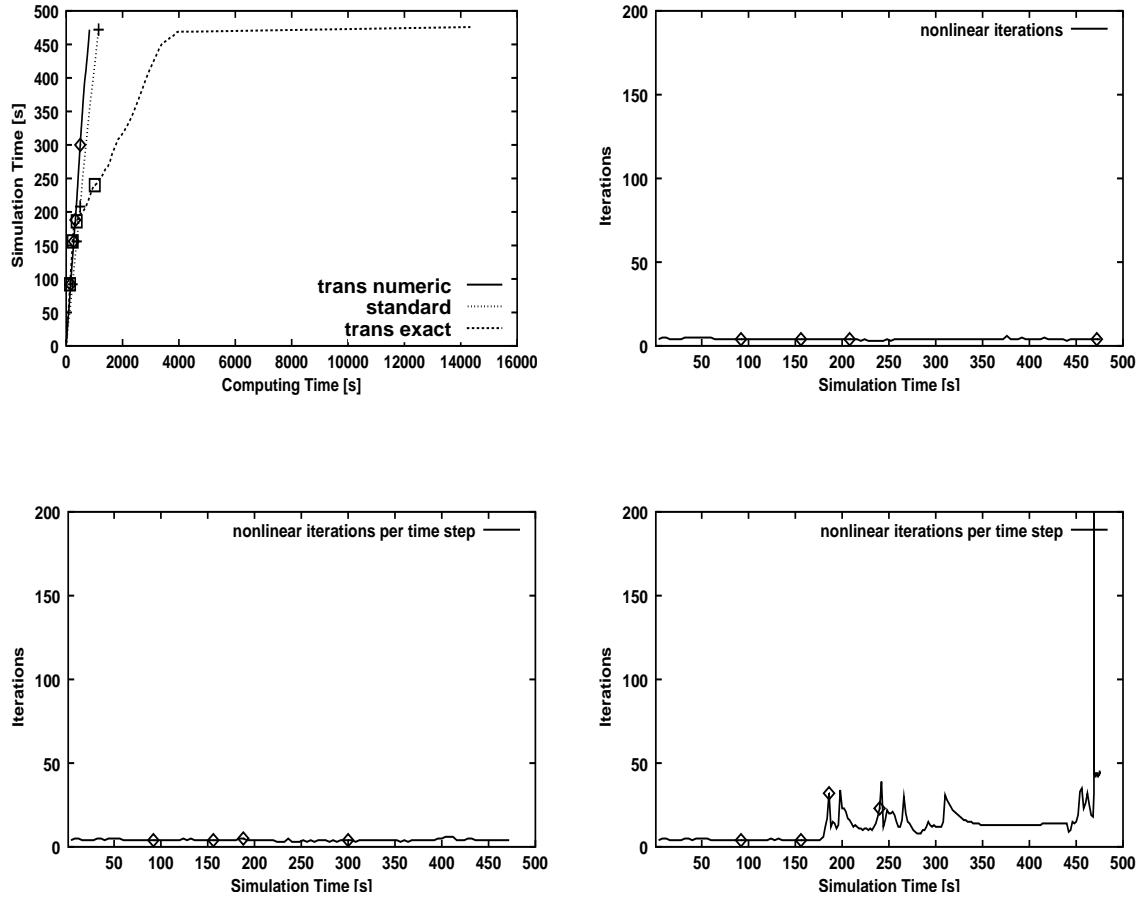 500
450
400
350
300
250
200
150
100
50
0
Simulation Time [s]
trans numeric
standard
trans exact
0 2000 4000 6000 8000 10000 12000 14000 16000
Computing Time [s]
200
150
100
50
0
Iterations
nonlinear iterations
50 100 150 200 250 300 350 400 450 500
Simulation Time [s]
200
150
100
50
0
Iterations
nonlinear iterations per time step
50 100 150 200 250 300 350 400 450 500
Simulation Time [s]
200
150
100
50
0
Iterations
nonlinear iterations per time step
50 100 150 200 250 300 350 400 450 500
Simulation Time [s]